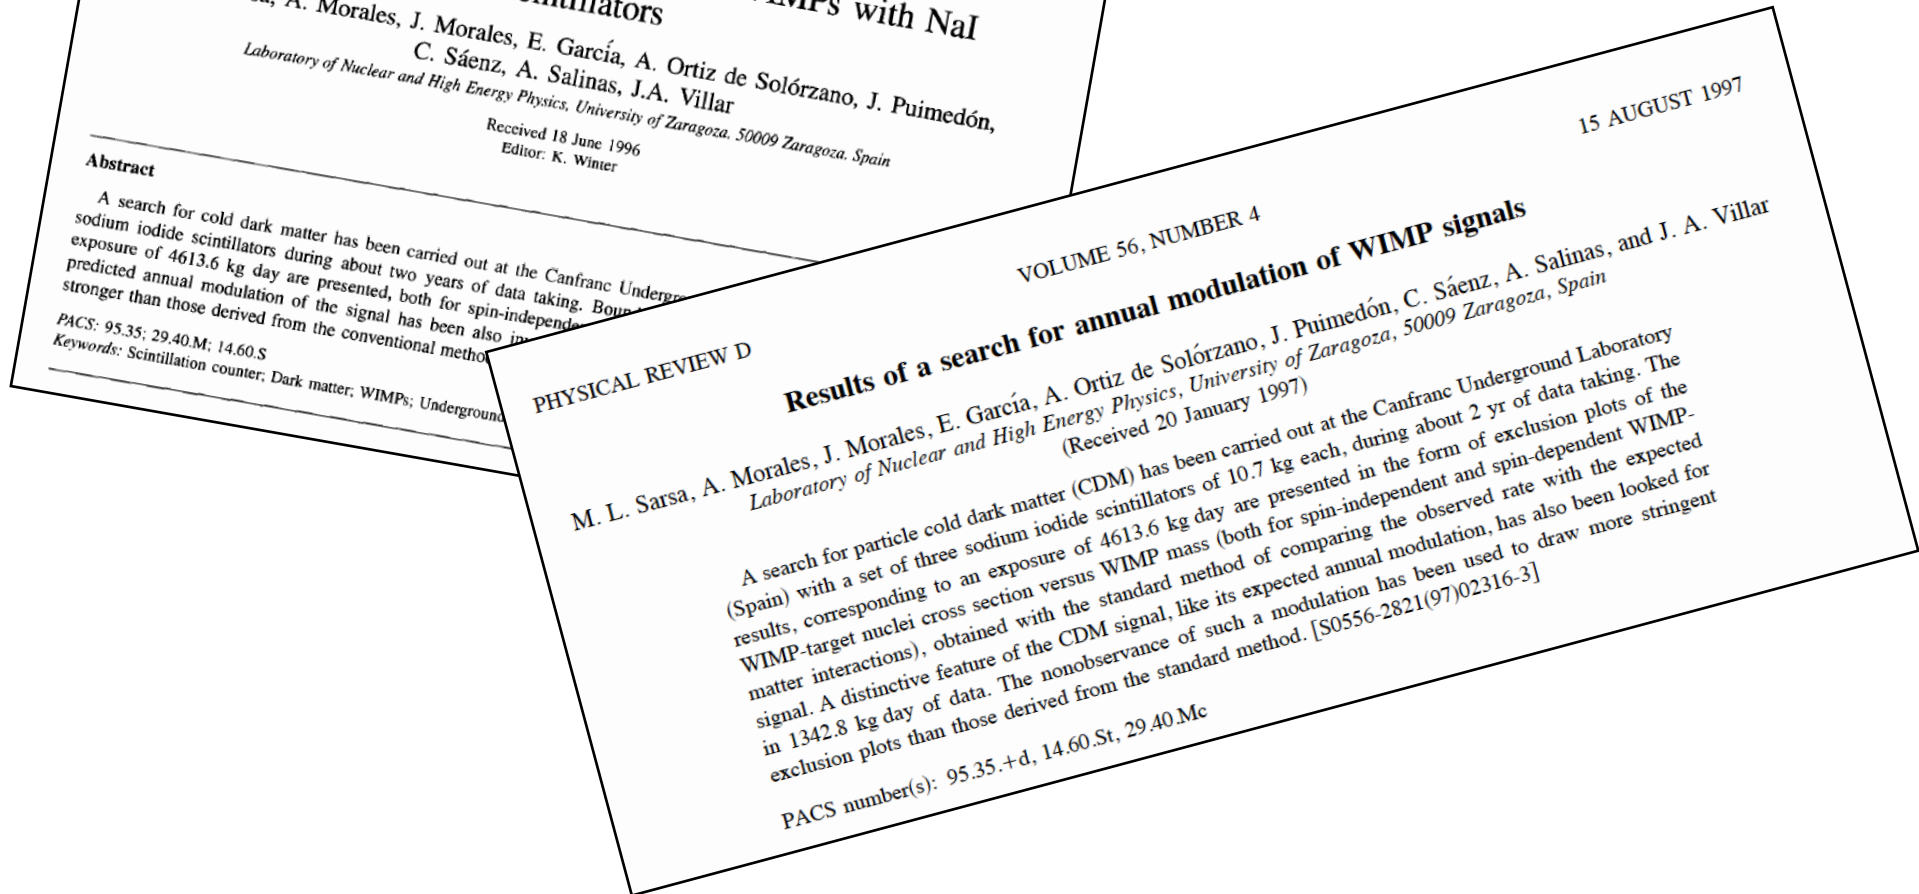 WIMPs with NaI
scintillators
A. Morales, J. Morales, E. García, A. Ortiz de Solórzano, J. Puimedón,
C. Sáenz, A. Salinas, J.A. Villar
Laboratory of Nuclear and High Energy Physics, University of Zaragoza. 50009 Zaragoza. Spain
Received 18 June 1996
Editor: K. Winter
Abstract
A search for cold dark matter has been carried out at the Canfranc
sodium iodide scintillators during about two years of data taking.
exposure of 4613.6 kg day are presented, both for
predicted annual modulation of the signal has been also
stronger than those derived from the conventional
PACS: 95.35; 29.40.M; 14.60.S
Keywords: Scintillation counter; Dark matter; WIMPs; Underground
PHYSICAL REVIEW D
VOLUME 56, NUMBER 4
15 AUGUST 1997
Results of a search for annual modulation of WIMP signals
M. L. Sarsa, A. Morales, J. Morales, E. García, A. Ortiz de Solórzano, J. Puimedón, C. Sáenz, A. Salinas, and J. A. Villar
Laboratory of Nuclear and High Energy Physics, University of Zaragoza, 50009 Zaragoza, Spain
(Received 20 January 1997)
A search for particle cold dark matter (CDM) has been carried out at the Canfranc Underground Laboratory
(Spain) with a set of three sodium iodide scintillators of 10.7 kg each, during about 2 yr of data taking. The
results, corresponding to an exposure of 4613.6 kg day are presented in the form of exclusion plots of the
WIMP-target nuclei cross section versus WIMP mass (both for spin-independent and spin-dependent WIMP-
matter interactions), obtained with the standard method of comparing the observed rate with the expected
signal. A distinctive feature of the CDM signal, like its expected annual modulation, has also been looked for
in 1342.8 kg day of data. The nonobservance of such a modulation has been used to draw more stringent
exclusion plots than those derived from the standard method. [S0556-2821(97)02316-3]
PACS number(s): 95.35.+d, 14.60.St, 29.40.Mc